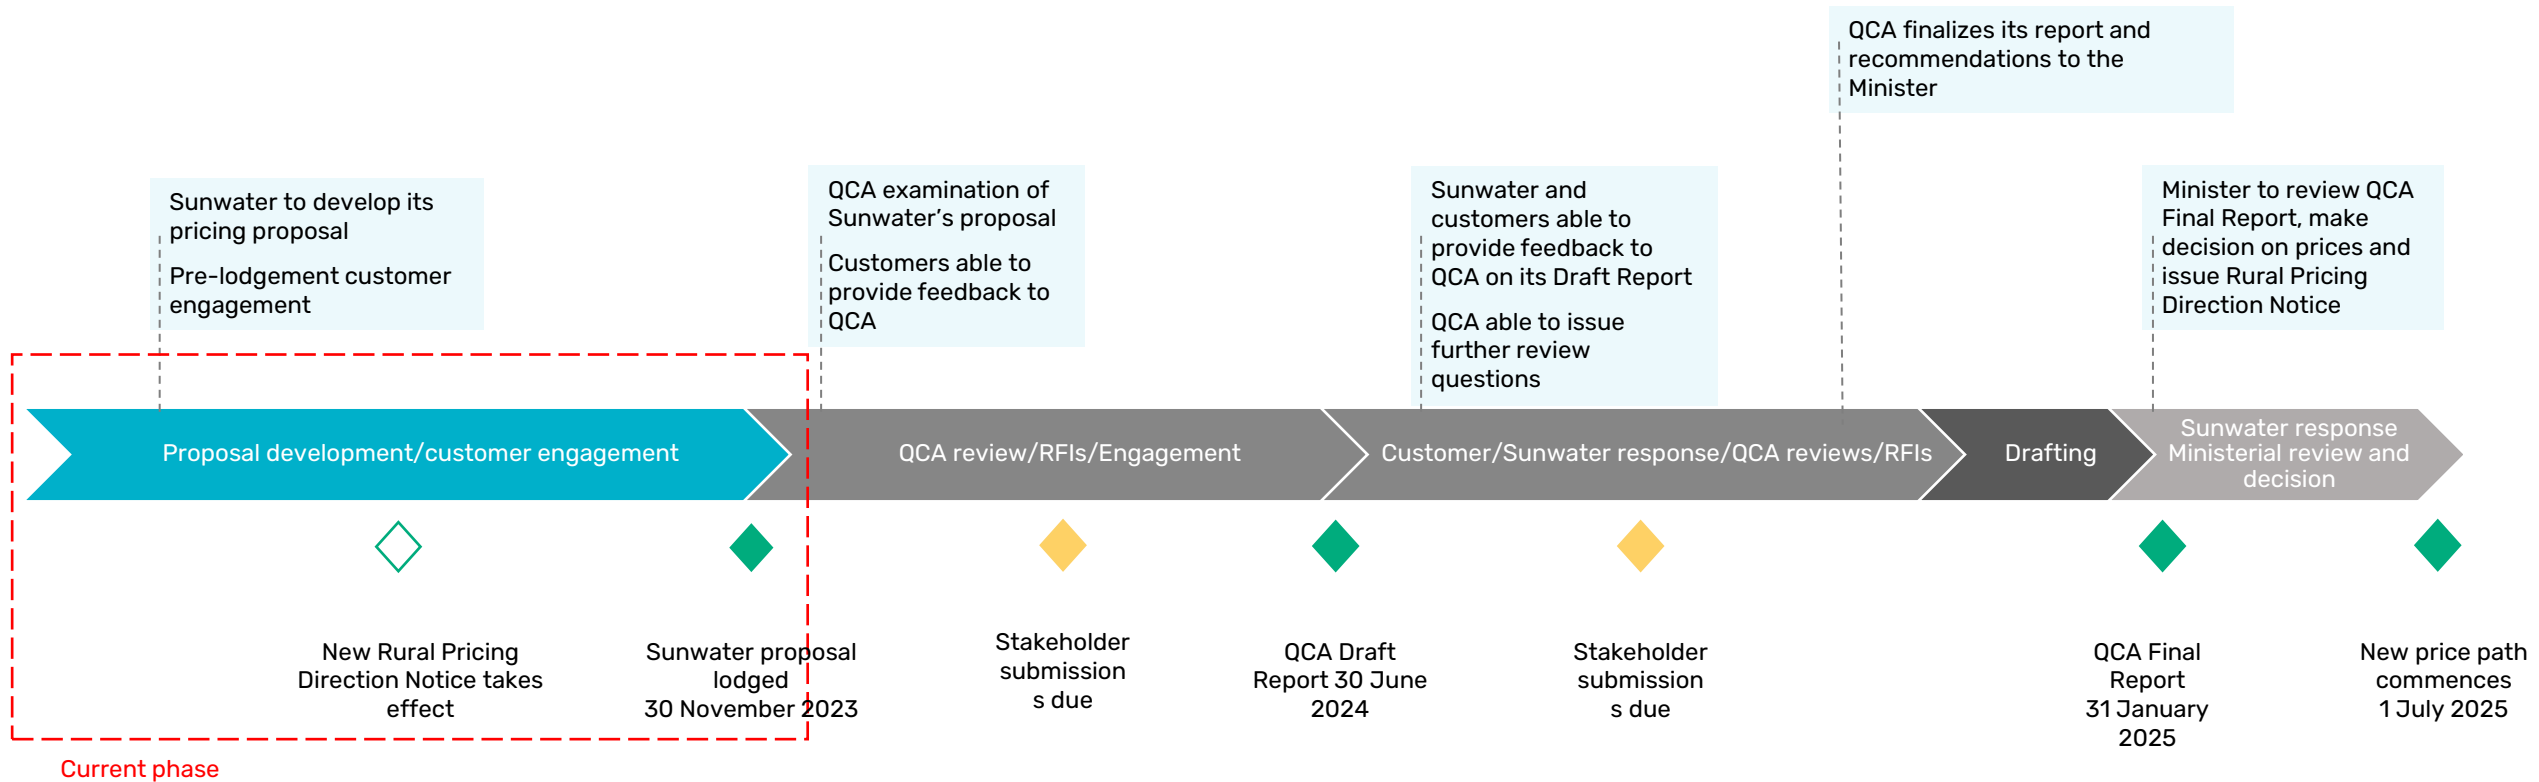 QCA finalizes its report and
recommendations to the
Minister
Sunwater to develop its
pricing proposal
Pre-lodgement customer
engagement
QCA examination of
Sunwater’s proposal
Customers able to
provide feedback to
QCA
Sunwater and
customers able to
provide feedback to
QCA on its Draft Report
QCA able to issue
further review
questions
Minister to review QCA
Final Report, make
decision on prices and
issue Rural Pricing
Direction Notice
Proposal development/customer engagement
QCA review/RFIs/Engagement
Customer/Sunwater response/QCA reviews/RFIs
Drafting
Sunwater response
Ministerial review and
decision
New Rural Pricing
Direction Notice takes
effect
Sunwater proposal
lodged
30 November 2023
Stakeholder
submission
s due
QCA Draft
Report 30 June
2024
Stakeholder
submission
s due
QCA Final
Report
31 January
2025
New price path
commences
1 July 2025
Current phase